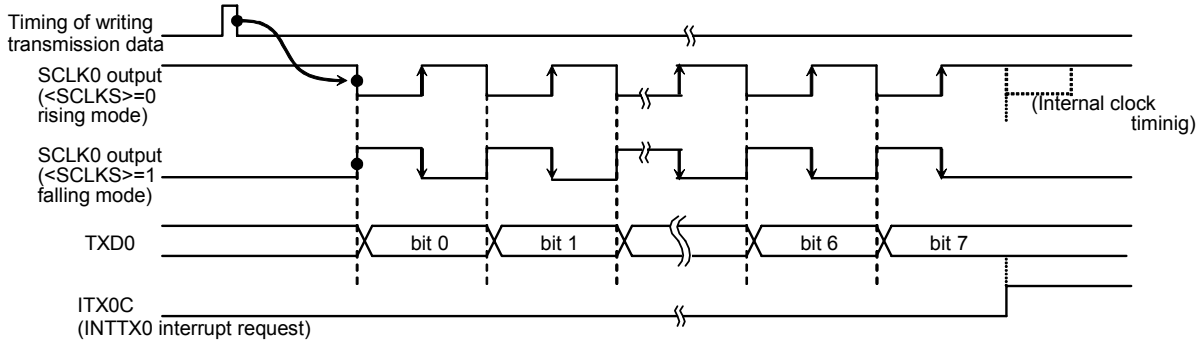 Timing of writing
transmission data
SCLK0 output
(<SCLKS>=0
rising mode)
(Internal clock
timinig)
SCLK0 output
(<SCLKS>=1
falling mode)
TXD0
bit 0
bit 1
bit 6
bit 7
ITX0C
(INTTX0 interrupt request)